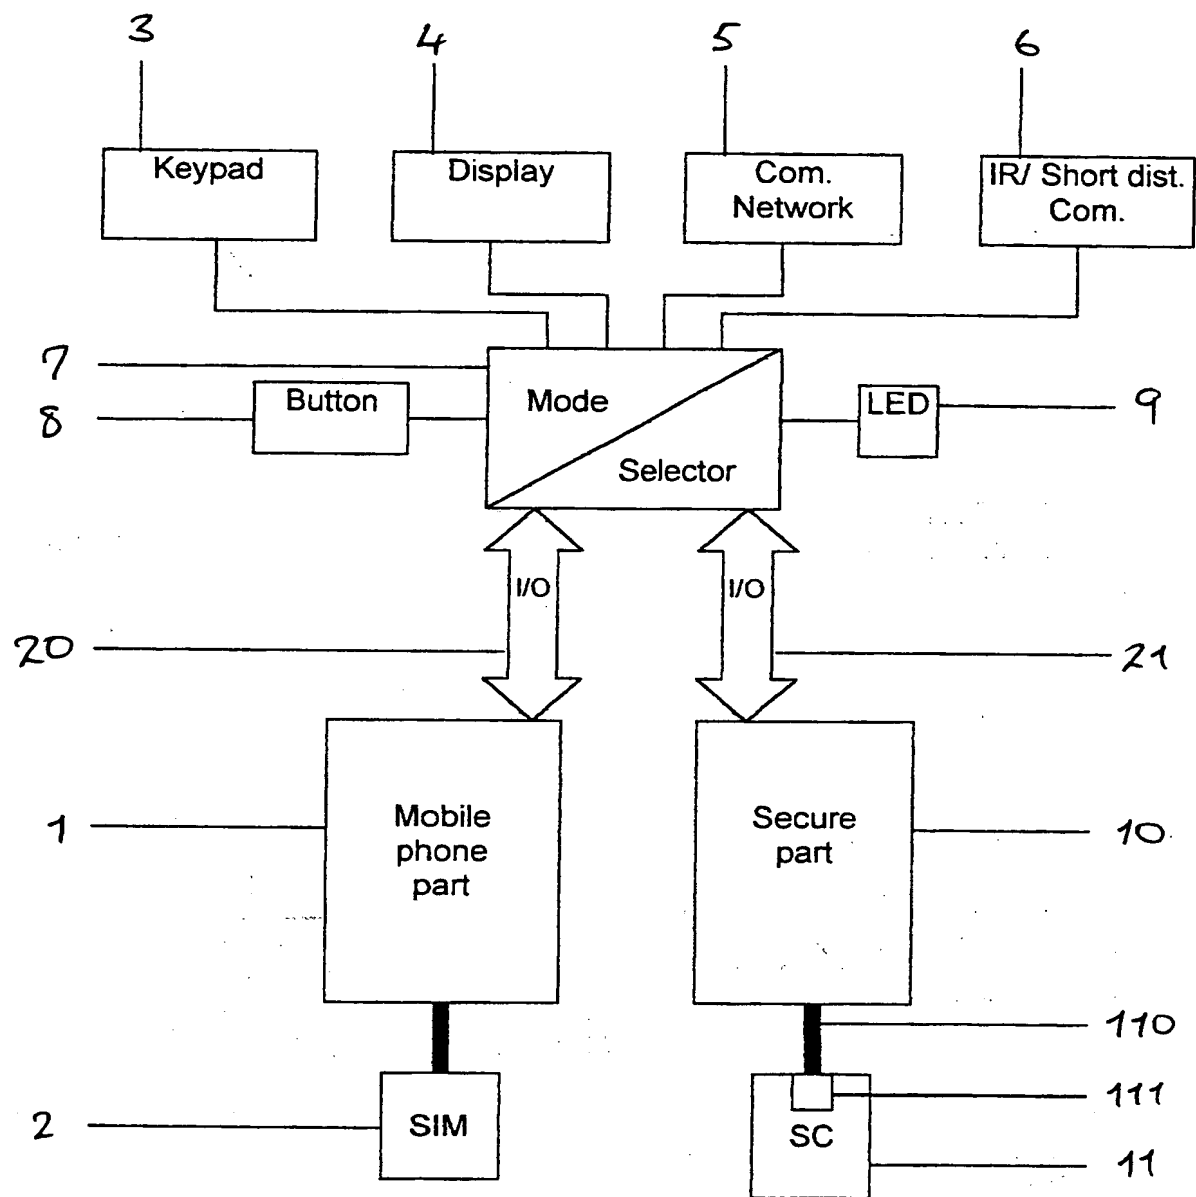 3
4
5
6
Keypad
Display
Com.
Network
IR/ Short dist.
Com.
7
8
Button
Mode
Selector
LED
9
I/O
I/O
20
21
1
Mobile
phone
part
Secure
part
10
110
111
2
SIM
SC
11